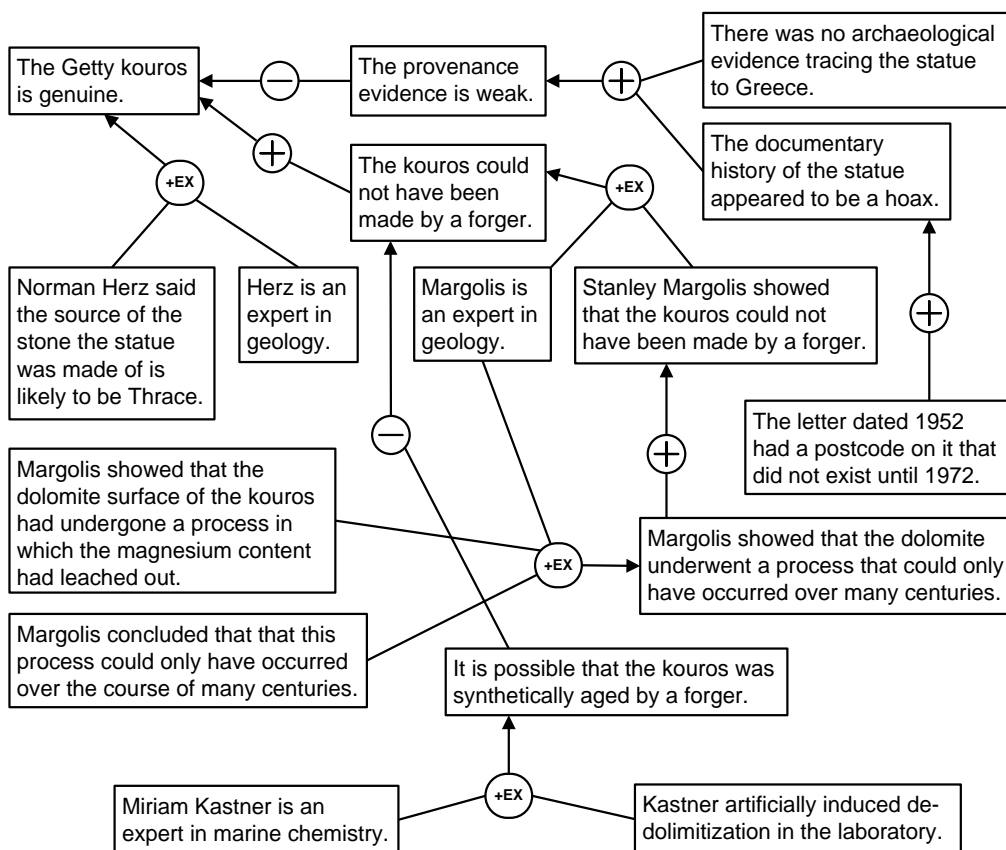 The Getty kouros
is genuine.
−
The provenance
evidence is weak.
+
There was no archaeological
evidence tracing the statue
to Greece.
The documentary
history of the statue
appeared to be a hoax.
+
The kouros could
not have been
made by a forger.
+EX
+EX
Norman Herz said
the source of the
stone the statue
was made of is
likely to be Thrace.
Herz is an
expert in
geology.
Margolis is
an expert in
geology.
Stanley Margolis showed
that the kouros could not
have been made by a forger.
+
−
+
The letter dated 1952
had a postcode on it that
did not exist until 1972.
Margolis showed that the
dolomite surface of the kouros
had undergone a process in
which the magnesium content
had leached out.
+EX
Margolis showed that the dolomite
underwent a process that could only
have occurred over many centuries.
Margolis concluded that that this
process could only have occurred
over the course of many centuries.
It is possible that the kouros was
synthetically aged by a forger.
+EX
Miriam Kastner is an
expert in marine chemistry.
Kastner artificially induced de-
dolimitization in the laboratory.